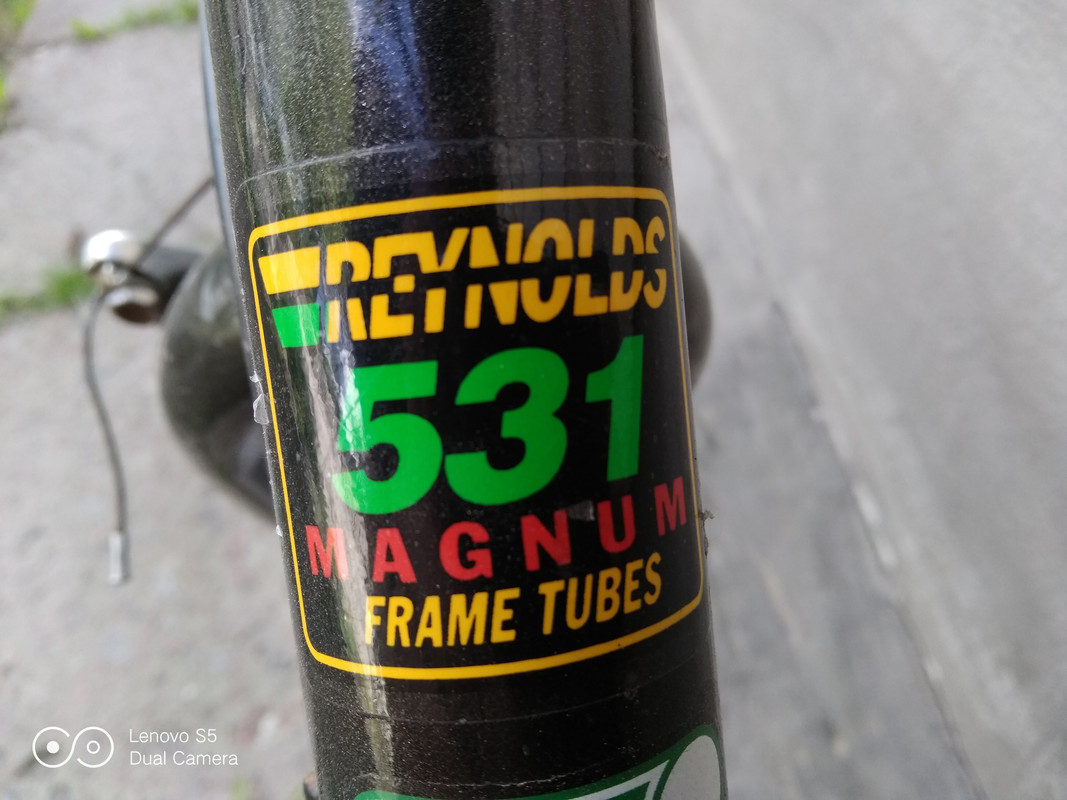 REYNOLDS
531
MAGNUM
FRAME TUBES
Lenovo S5
Dual Camera